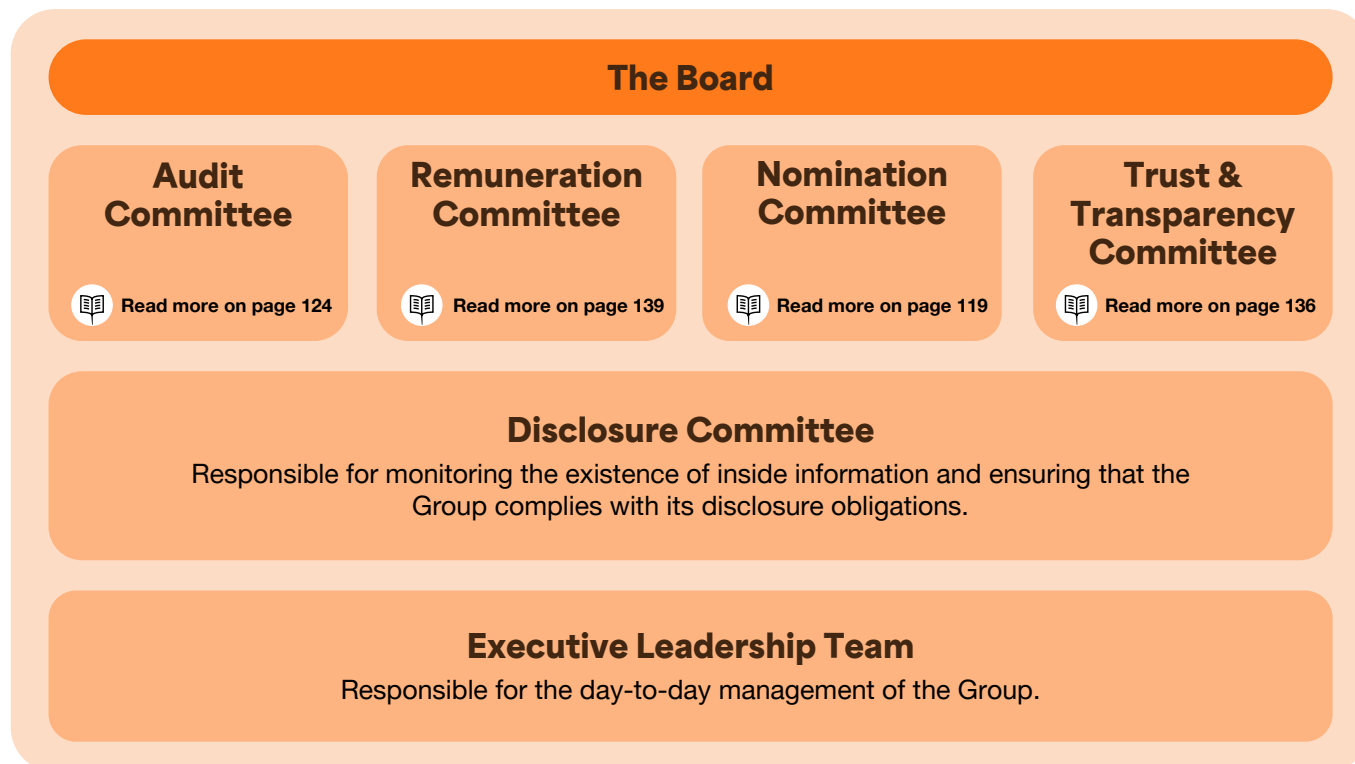 The Board
Audit
Committee
Read more on page 124
Remuneration
Committee
Read more on page 139
Nomination
Committee
Read more on page 119
Trust &
Transparency
Committee
Read more on page 136
Disclosure Committee
Responsible for monitoring the existence of inside information and ensuring that the
Group complies with its disclosure obligations.
Executive Leadership Team
Responsible for the day-to-day management of the Group.